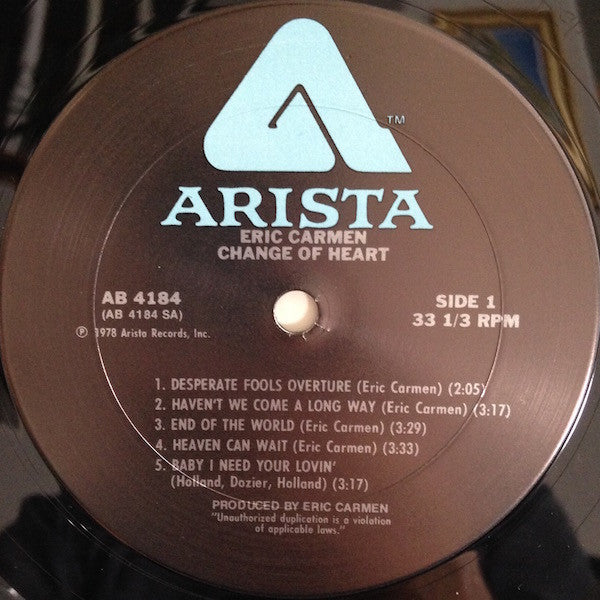 TM
ARISTA
ERIC CARMEN
CHANGE OF HEART
AB 4184
(AB 4184 SA)
℗ 1978 Arista Records, Inc.
SIDE 1
33 1/3 RPM
1. DESPERATE FOOLS OVERTURE (Eric Carmen) (2:05)
2. HAVEN'T WE COME A LONG WAY (Eric Carmen) (3:17)
3. END OF THE WORLD (Eric Carmen) (3:29)
4. HEAVEN CAN WAIT (Eric Carmen) (3:33)
5. BABY I NEED YOUR LOVIN'
(Holland, Dozier, Holland) (3:17)
PRODUCED BY ERIC CARMEN
"Unauthorized duplication is a violation
of applicable laws."